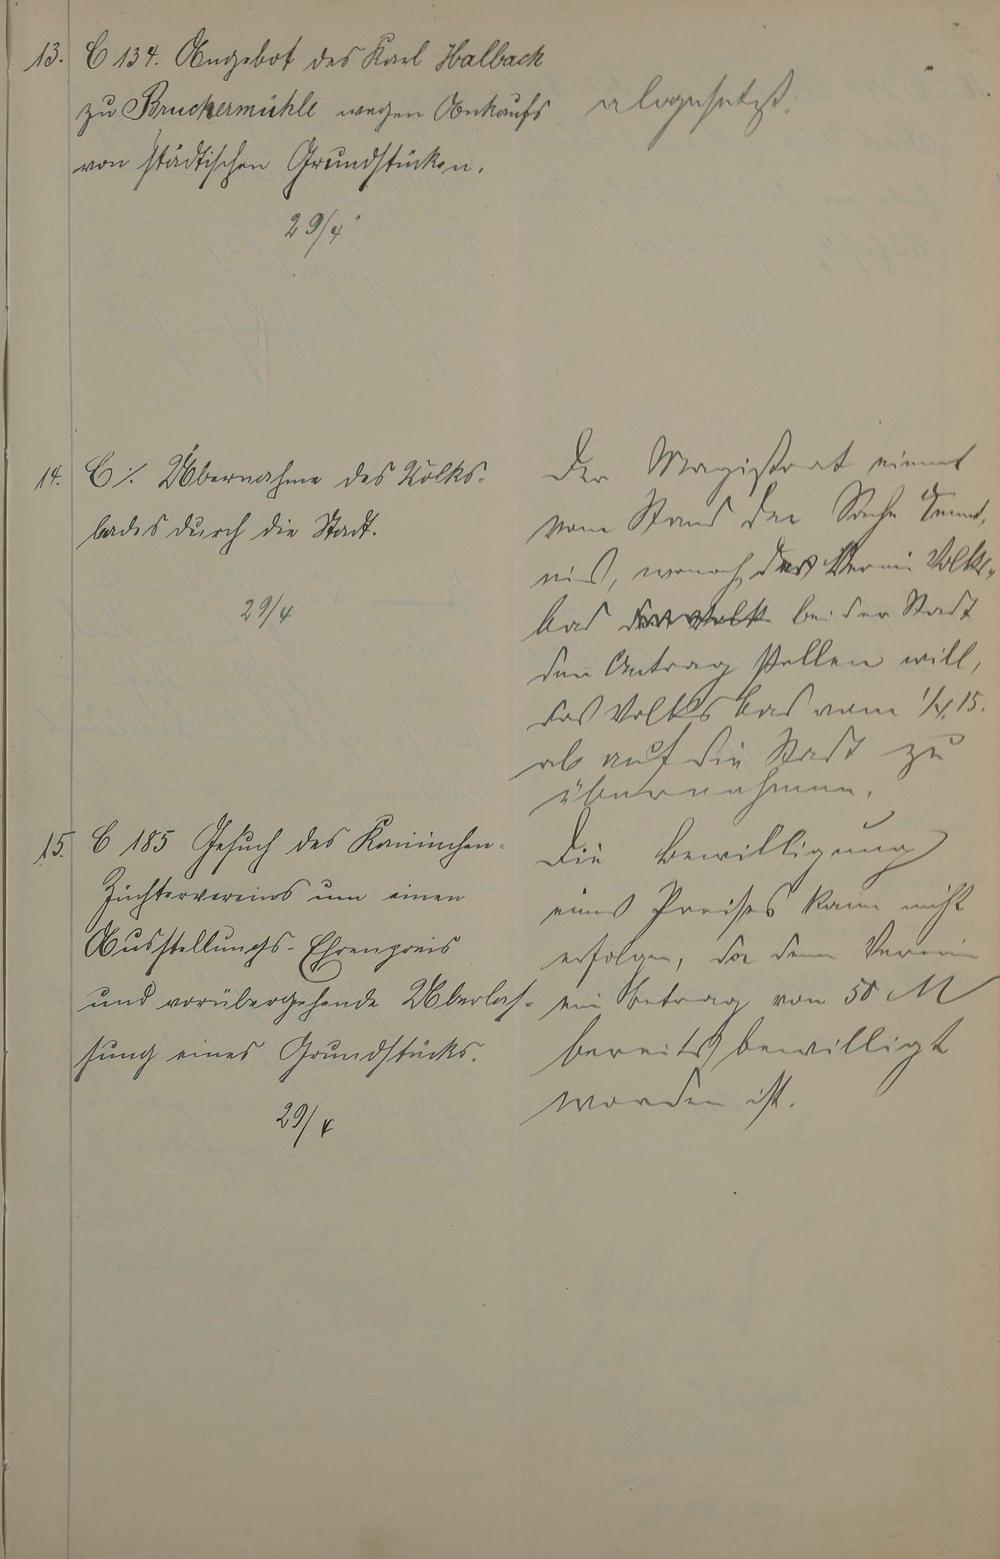 13. C 134. Angebot des Karl Halbach
zu Bruckermühle wegen Ankaufs
von städtischen Grundstücken.
29/4
abgesetzt.
14. C %. Übernahme des Volks-
bades durch die Stadt.
29/4
Der Magistrat nimmt
vom Stand der Sache Kennt-
nis, wonach der Verein Volks-
bad bei der Stadt
den Antrag stellen will,
das Volksbad vom 1/4. 15.
ab auf die Stadt zu
übernehmen.
15. C 185 Gesuch des Kaninchen-
Züchtervereins um einen
Ausstellungs-Ehrenpreis
und vorübergehende Überlas-
sung eines Grundstücks.
29/4
Die Bewilligung
eines Preises kann nicht
erfolgen, da dem Verein
ein Betrag von 50 M
bereits bewilligt
worden ist.